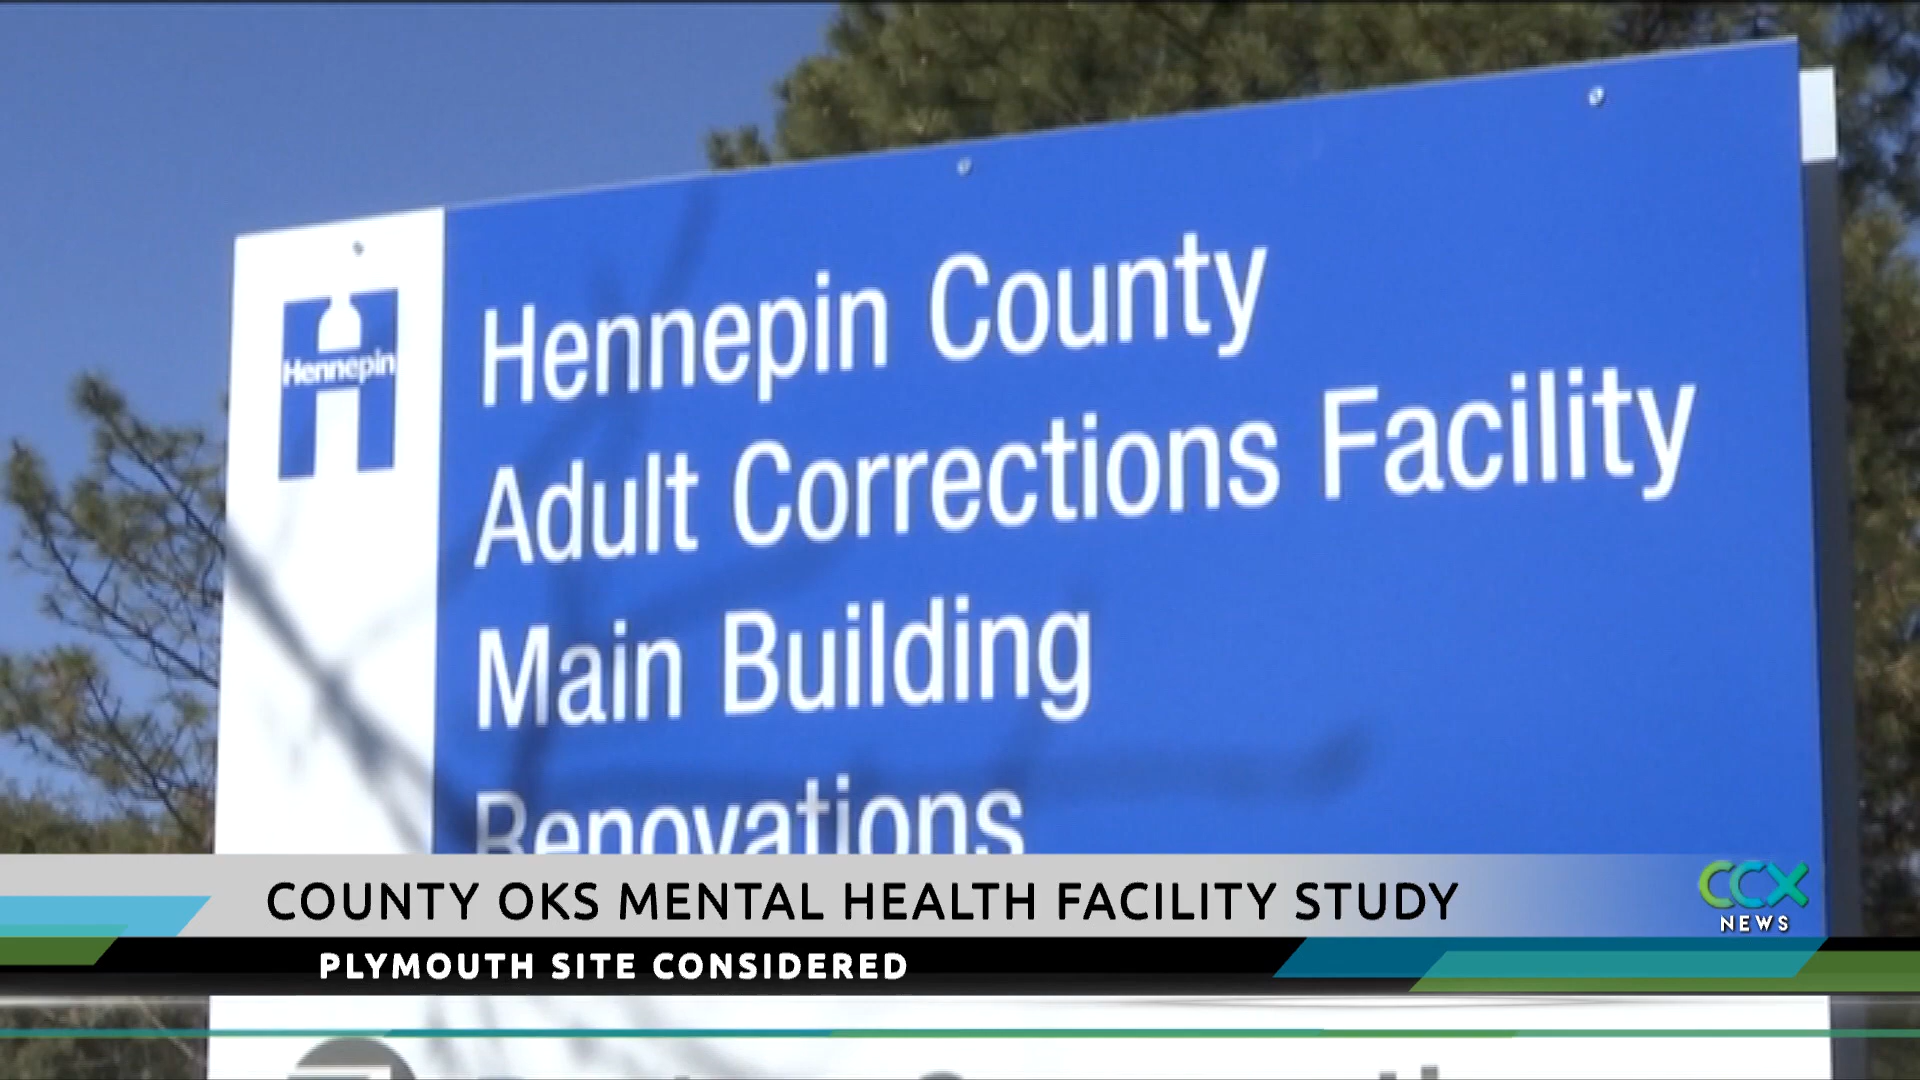 Hennepin
Hennepin County
Adult Corrections Facility
Main Building
Renovations
COUNTY OKS MENTAL HEALTH FACILITY STUDY
CCX
NEWS
PLYMOUTH SITE CONSIDERED